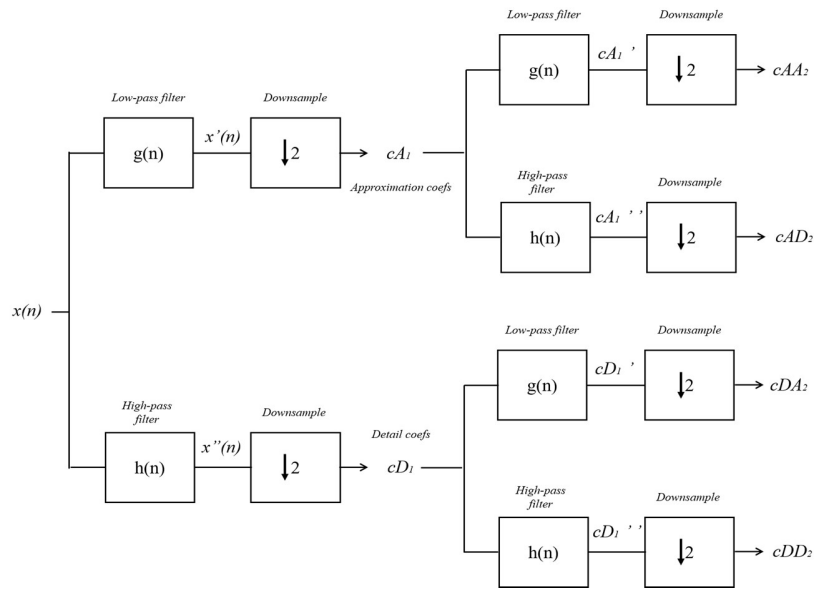 Low-pass filter
Downsample
g(n)
cA₁ ’
2
cAA₂
Low-pass filter
Downsample
g(n)
x’(n)
2
cA₁
Approximation coefs
High-pass
filter
Downsample
h(n)
cA₁ ’ ’
2
cAD₂
x(n)
Low-pass filter
Downsample
g(n)
cD₁ ’
2
cDA₂
High-pass
filter
Downsample
h(n)
x’’(n)
2
Detail coefs
cD₁
High-pass
filter
Downsample
h(n)
cD₁ ’ ’
2
cDD₂